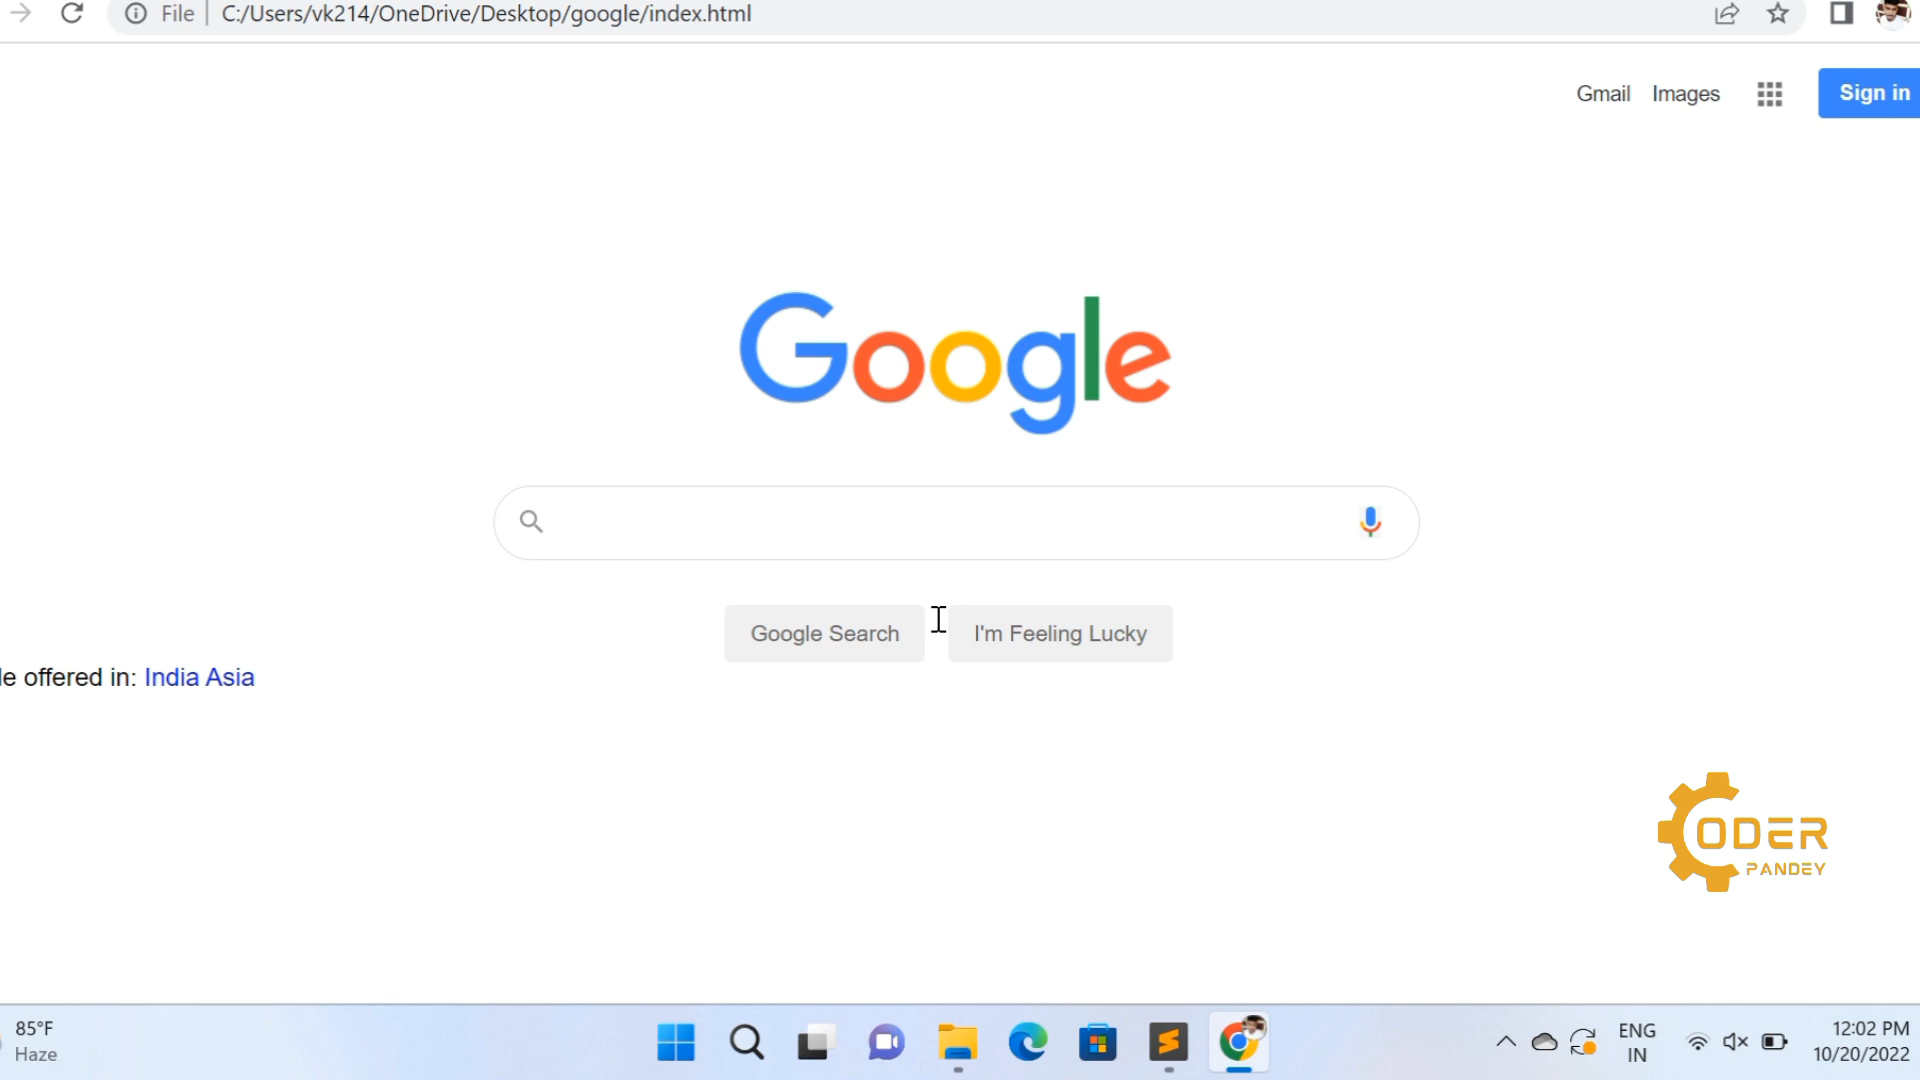 File C:/Users/vk214/OneDrive/Desktop/google/index.html
Gmail Images Sign in
Google
Google Search I'm Feeling Lucky
le offered in: India Asia
CODER
PANDEY
85°F
Haze
ENG
IN
12:02 PM
10/20/2022